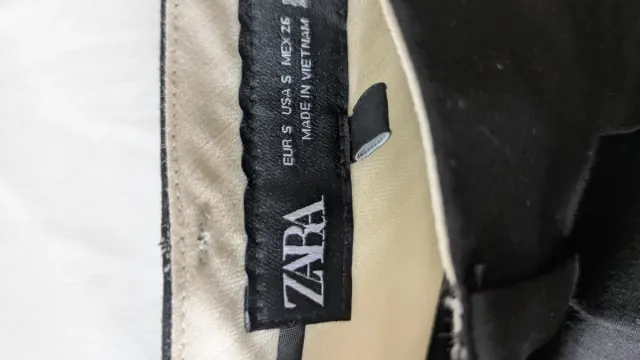 ZARA
EUR S USA S MEX 26
MADE IN VIETNAM